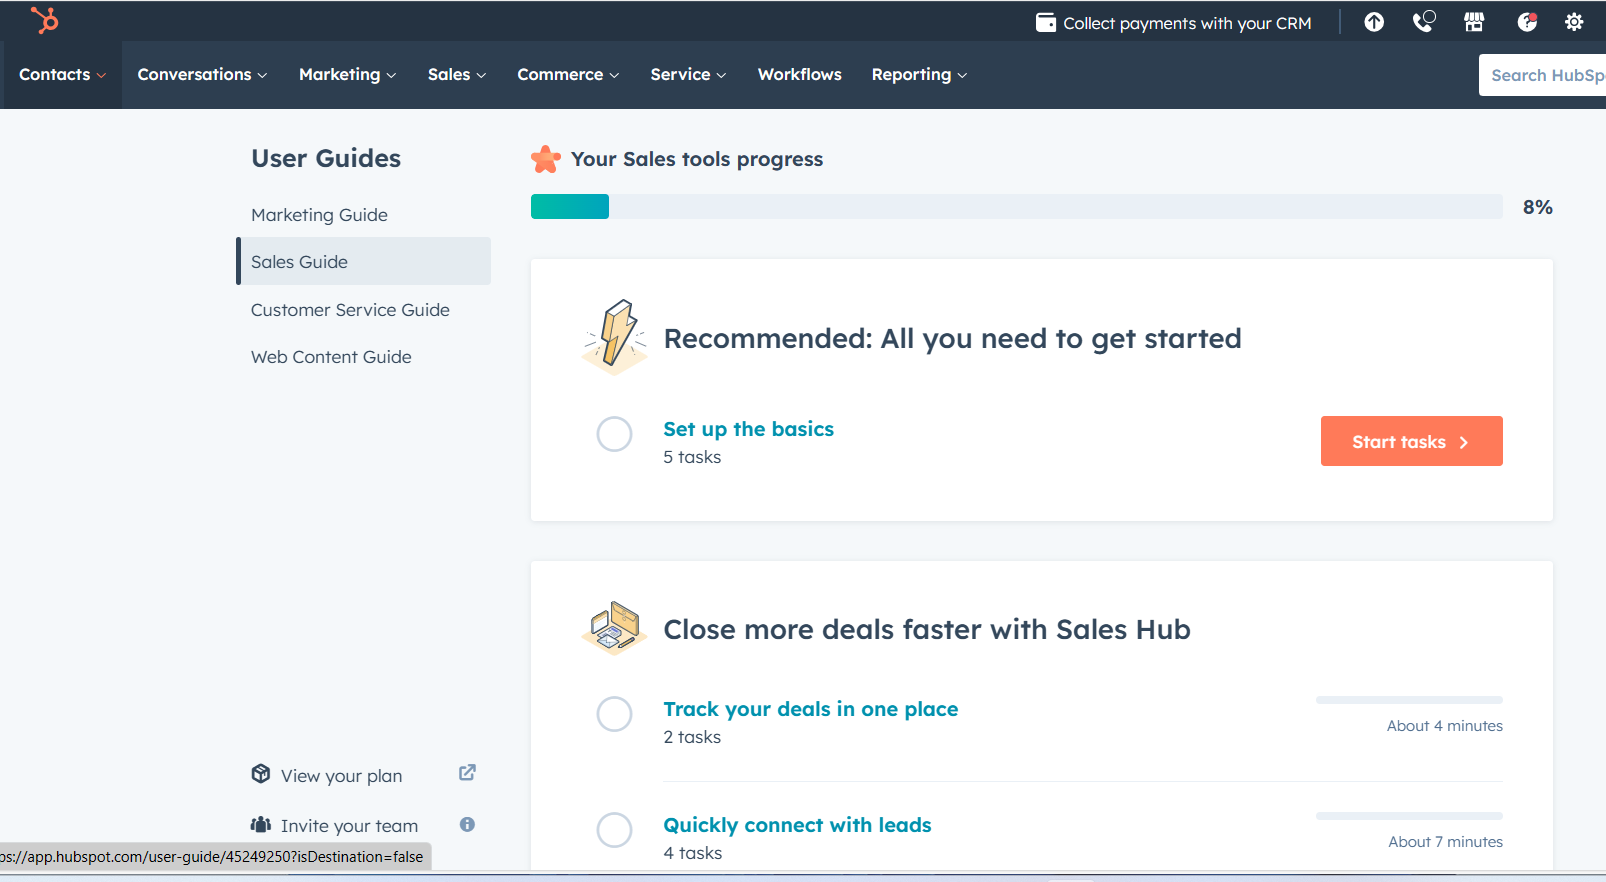 Collect payments with your CRM
Contacts
Conversations
Marketing
Sales
Commerce
Service
Workflows
Reporting
Search HubSp
User Guides
Marketing Guide
Sales Guide
Customer Service Guide
Web Content Guide
View your plan
Invite your team
Your Sales tools progress
8%
Recommended: All you need to get started
Set up the basics
5 tasks
Start tasks
Close more deals faster with Sales Hub
Track your deals in one place
2 tasks
About 4 minutes
Quickly connect with leads
4 tasks
About 7 minutes
ps://app.hubspot.com/user-guide/45249250?isDestination=false